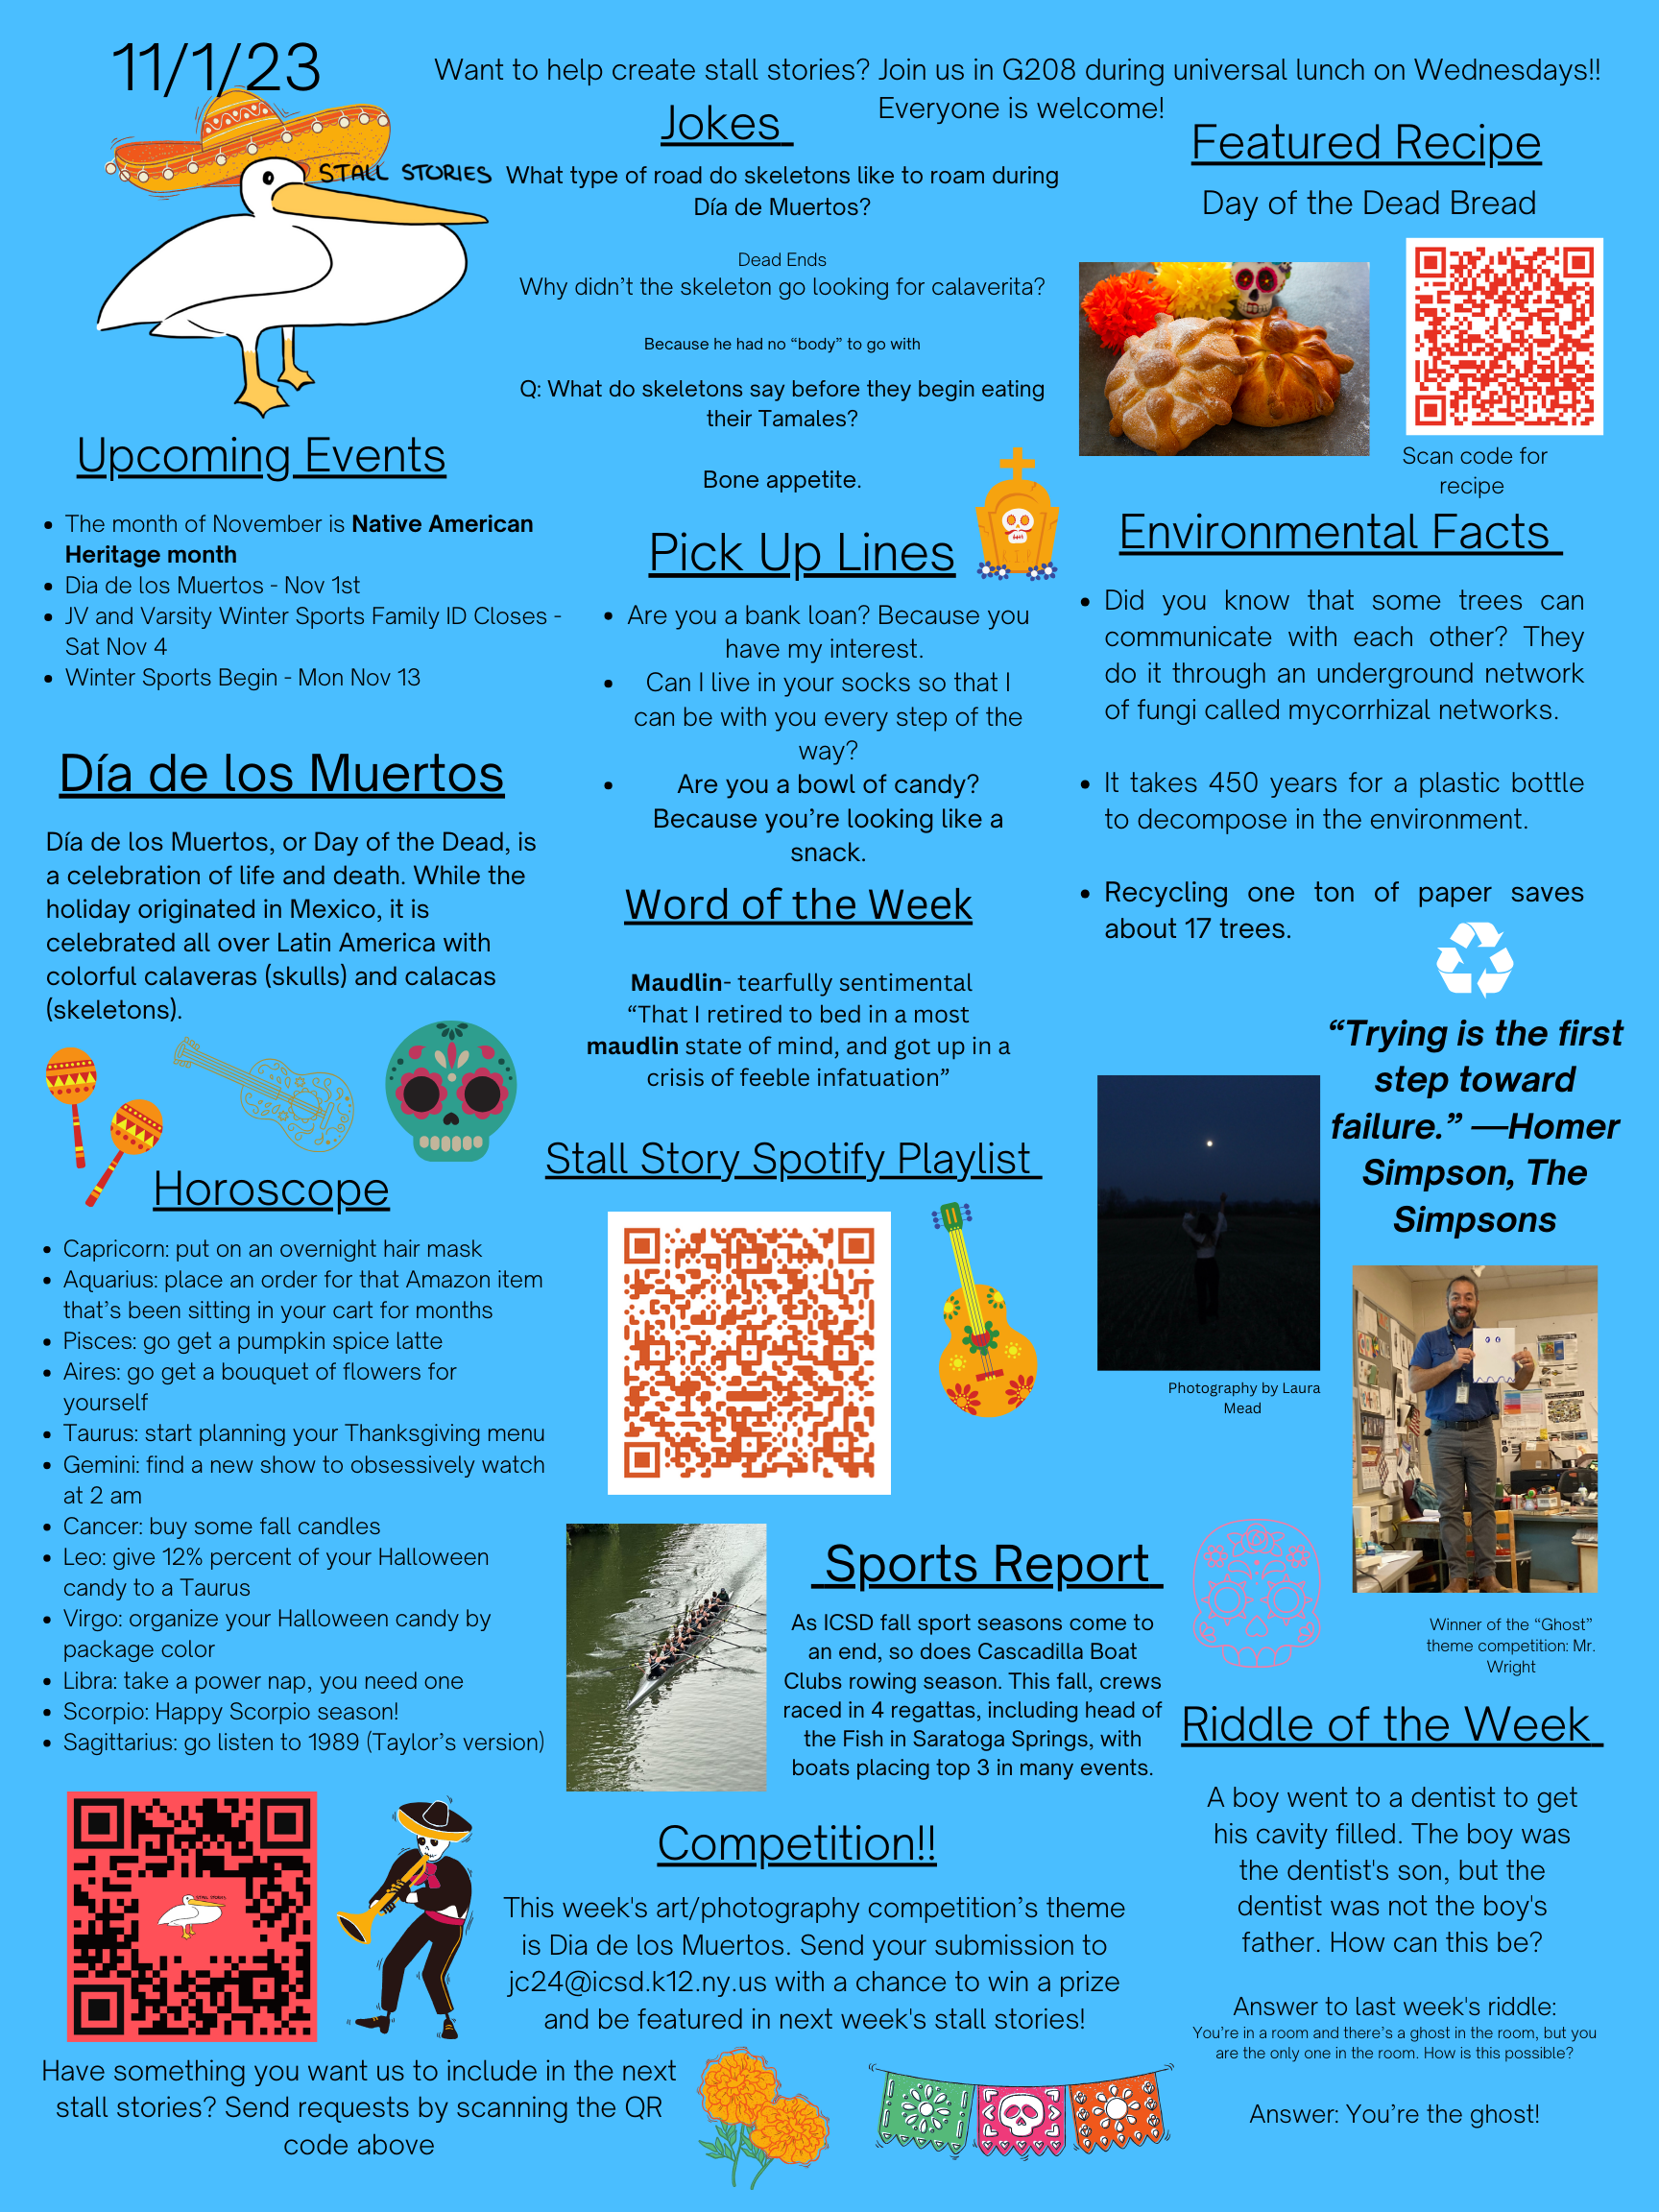 11/1/23
STALL STORIES
Want to help create stall stories? Join us in G208 during universal lunch on Wednesdays!!
Everyone is welcome!
Upcoming Events
• The month of November is Native American
Heritage month
• Dia de los Muertos - Nov 1st
• JV and Varsity Winter Sports Family ID Closes -
Sat Nov 4
• Winter Sports Begin - Mon Nov 13
Día de los Muertos
Día de los Muertos, or Day of the Dead, is
a celebration of life and death. While the
holiday originated in Mexico, it is
celebrated all over Latin America with
colorful calaveras (skulls) and calacas
(skeletons).
Horoscope
• Capricorn: put on an overnight hair mask
• Aquarius: place an order for that Amazon item
that's been sitting in your cart for months
• Pisces: go get a pumpkin spice latte
• Aires: go get a bouquet of flowers for
yourself
• Taurus: start planning your Thanksgiving menu
• Gemini: find a new show to obsessively watch
at 2 am
• Cancer: buy some fall candles
• Leo: give 12% percent of your Halloween
candy to a Taurus
• Virgo: organize your Halloween candy by
package color
• Libra: take a power nap, you need one
• Scorpio: Happy Scorpio season!
• Sagittarius: go listen to 1989 (Taylor's version)
STALL STORIES
Have something you want us to include in the next
stall stories? Send requests by scanning the QR
code above
Jokes
What type of road do skeletons like to roam during
Día de Muertos?
Dead Ends
Why didn't the skeleton go looking for calaverita?
Because he had no "body" to go with
Q: What do skeletons say before they begin eating
their Tamales?
Bone appetite.
Pick Up Lines
• Are you a bank loan? Because you
have my interest.
• Can I live in your socks so that I
can be with you every step of the
way?
• Are you a bowl of candy?
Because you're looking like a
snack.
Word of the Week
Maudlin- tearfully sentimental
"That I retired to bed in a most
maudlin state of mind, and got up in a
crisis of feeble infatuation"
Stall Story Spotify Playlist
Sports Report
As ICSD fall sport seasons come to
an end, so does Cascadilla Boat
Clubs rowing season. This fall, crews
raced in 4 regattas, including head of
the Fish in Saratoga Springs, with
boats placing top 3 in many events.
Competition!!
This week's art/photography competition's theme
is Dia de los Muertos. Send your submission to
jc24@icsd.k12.ny.us with a chance to win a prize
and be featured in next week's stall stories!
Featured Recipe
Day of the Dead Bread
Scan code for
recipe
Environmental Facts
• Did you know that some trees can
communicate with each other? They
do it through an underground network
of fungi called mycorrhizal networks.
• It takes 450 years for a plastic bottle
to decompose in the environment.
• Recycling one ton of paper saves
about 17 trees.
"Trying is the first
step toward
failure." —Homer
Simpson, The
Simpsons
Photography by Laura
Mead
Winner of the "Ghost"
theme competition: Mr.
Wright
Riddle of the Week
A boy went to a dentist to get
his cavity filled. The boy was
the dentist's son, but the
dentist was not the boy's
father. How can this be?
Answer to last week's riddle:
You're in a room and there's a ghost in the room, but you
are the only one in the room. How is this possible?
Answer: You're the ghost!